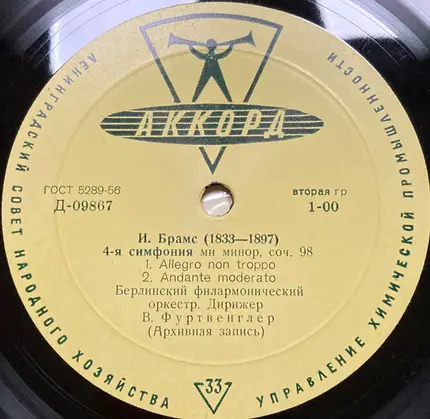 ЛЕНИНГРАДСКИЙ СОВЕТ НАРОДНОГО ХОЗЯЙСТВА
УПРАВЛЕНИЕ ХИМИЧЕСКОЙ ПРОМЫШЛЕННОСТИ
АККОРД
ГОСТ 5289-56
Д-09867
вторая гр
1-00
И. Брамс (1833—1897)
4-я симфония ми минор, соч. 98
1. Allegro non troppo
2. Andante moderato
Берлинский филармонический
оркестр. Дирижер
В. Фуртвенглер
(Архивная запись)
33